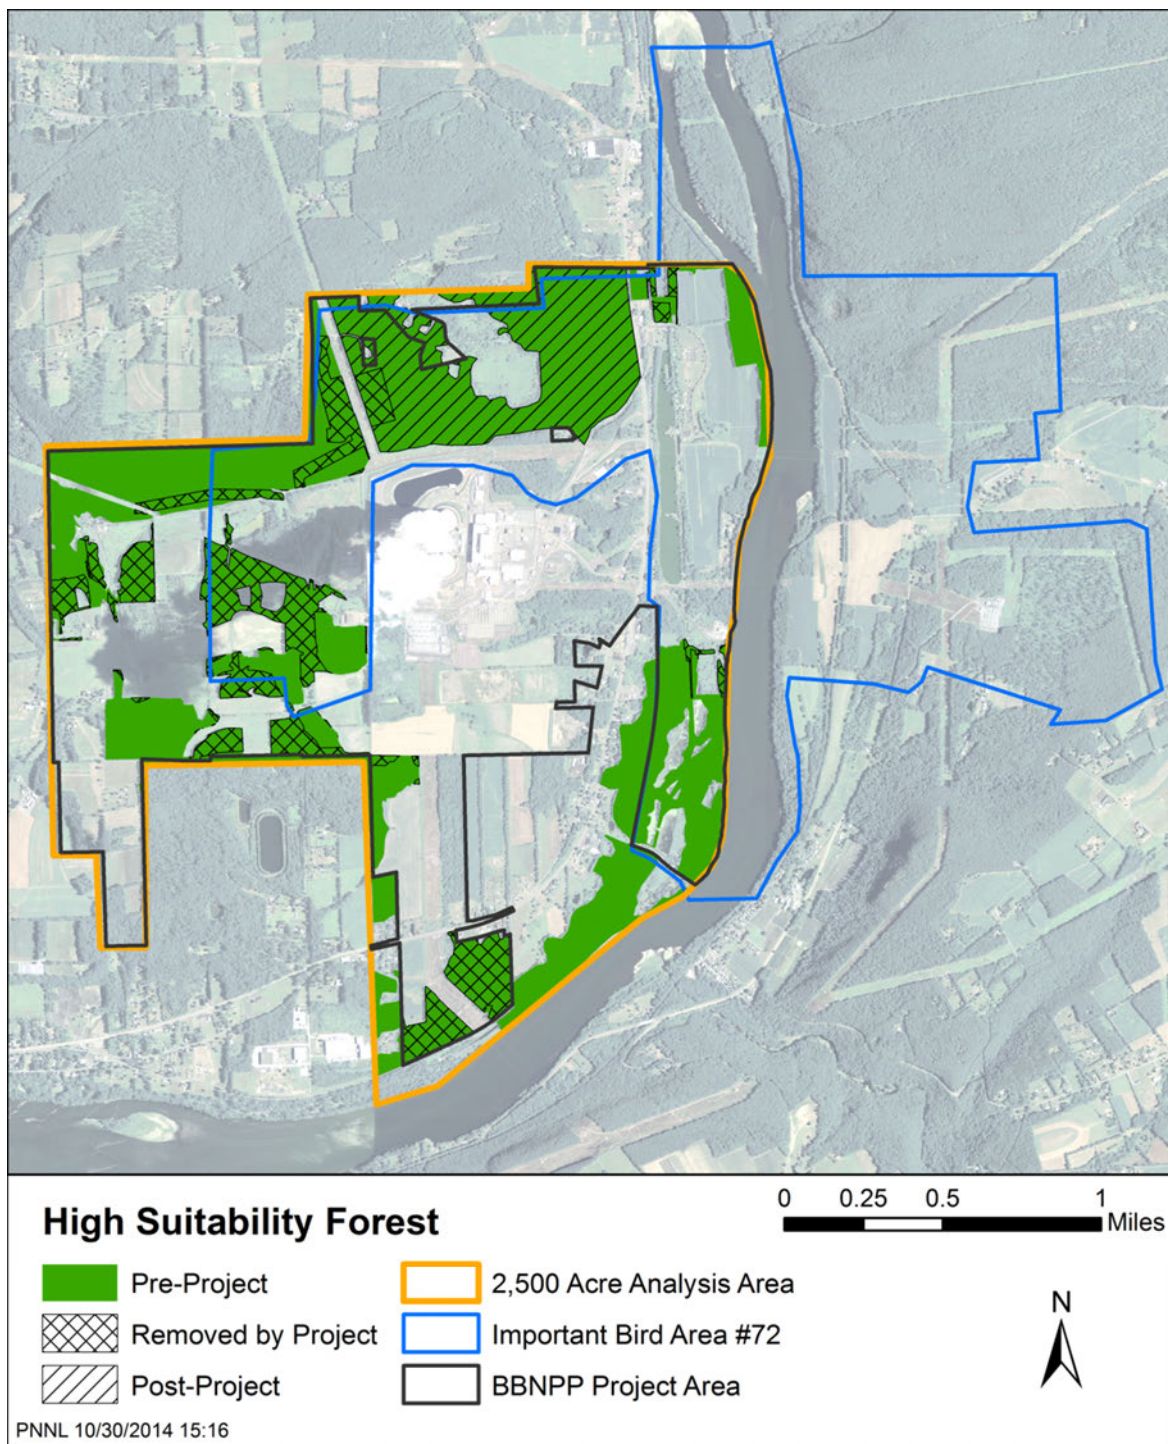 High Suitability Forest
0 0.25 0.5 1
Miles
Pre-Project
Removed by Project
Post-Project
2,500 Acre Analysis Area
Important Bird Area #72
BBNPP Project Area
N
PNNL 10/30/2014 15:16